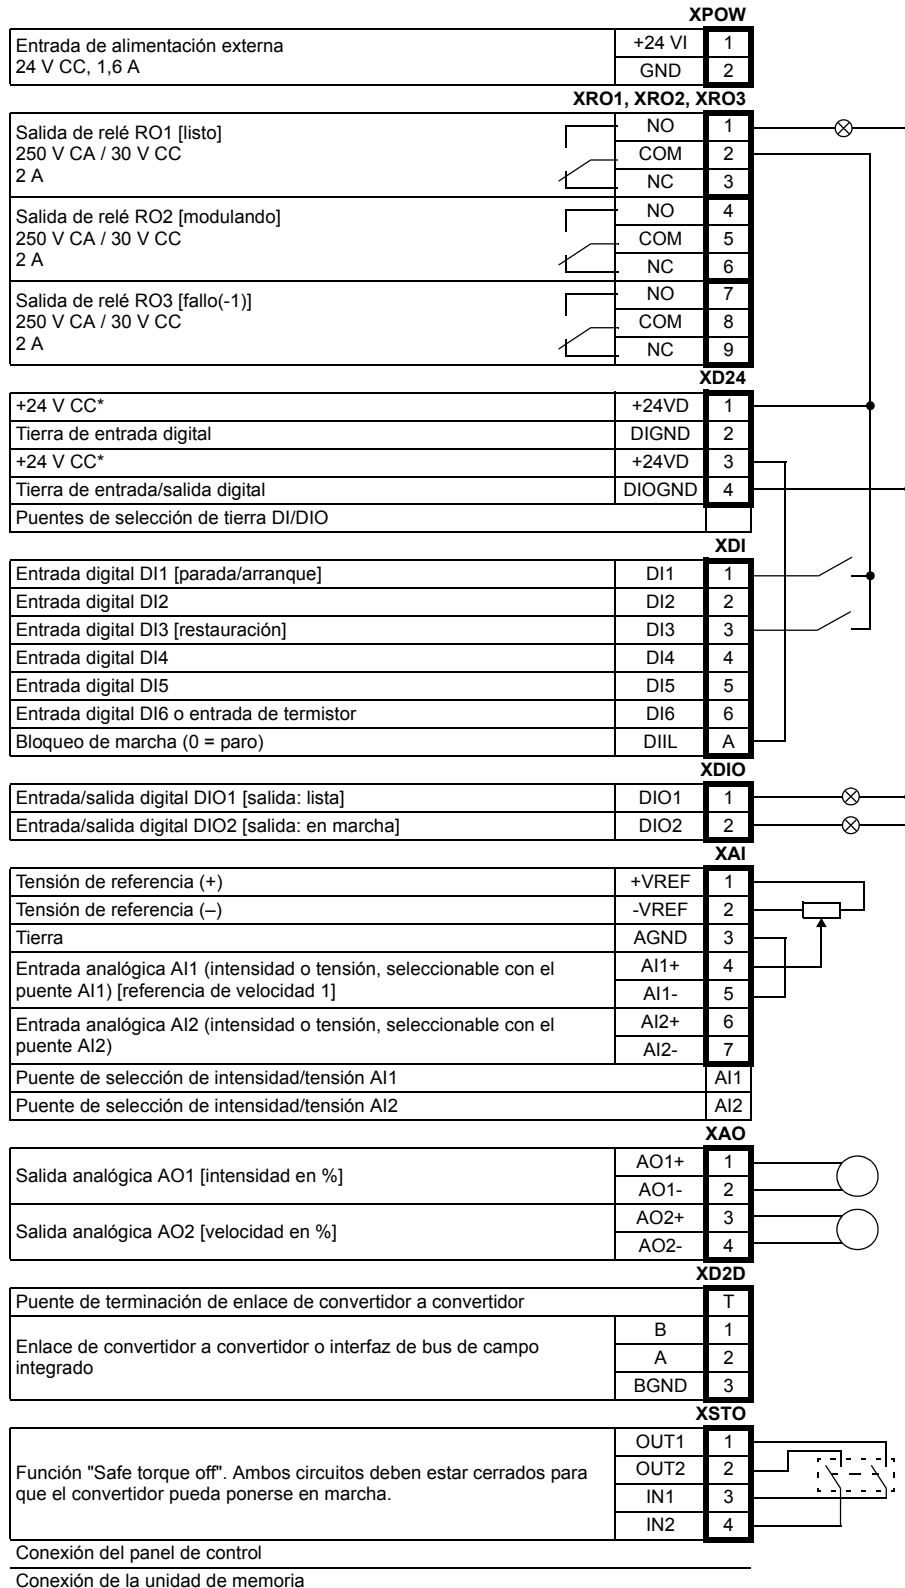 XPOW
Entrada de alimentación externa
24 V CC, 1,6 A
+24 VI 1
GND 2
XRO1, XRO2, XRO3
Salida de relé RO1 [listo]
250 V CA / 30 V CC
2 A
NO 1
COM 2
NC 3
Salida de relé RO2 [modulando]
250 V CA / 30 V CC
2 A
NO 4
COM 5
NC 6
Salida de relé RO3 [fallo(-1)]
250 V CA / 30 V CC
2 A
NO 7
COM 8
NC 9
XD24
+24 V CC* +24VD 1
Tierra de entrada digital DIGND 2
+24 V CC* +24VD 3
Tierra de entrada/salida digital DIOGND 4
Puentes de selección de tierra DI/DIO
XDI
Entrada digital DI1 [parada/arranque] DI1 1
Entrada digital DI2 DI2 2
Entrada digital DI3 [restauración] DI3 3
Entrada digital DI4 DI4 4
Entrada digital DI5 DI5 5
Entrada digital DI6 o entrada de termistor DI6 6
Bloqueo de marcha (0 = paro) DIIL A
XDIO
Entrada/salida digital DIO1 [salida: lista] DIO1 1
Entrada/salida digital DIO2 [salida: en marcha] DIO2 2
XAI
Tensión de referencia (+) +VREF 1
Tensión de referencia (–) -VREF 2
Tierra AGND 3
Entrada analógica AI1 (intensidad o tensión, seleccionable con el
puente AI1) [referencia de velocidad 1]
AI1+ 4
AI1- 5
Entrada analógica AI2 (intensidad o tensión, seleccionable con el
puente AI2)
AI2+ 6
AI2- 7
Puente de selección de intensidad/tensión AI1 AI1
Puente de selección de intensidad/tensión AI2 AI2
XAO
Salida analógica AO1 [intensidad en %]
AO1+ 1
AO1- 2
Salida analógica AO2 [velocidad en %]
AO2+ 3
AO2- 4
XD2D
Puente de terminación de enlace de convertidor a convertidor T
Enlace de convertidor a convertidor o interfaz de bus de campo
integrado
B 1
A 2
BGND 3
XSTO
Función "Safe torque off". Ambos circuitos deben estar cerrados para
que el convertidor pueda ponerse en marcha.
OUT1 1
OUT2 2
IN1 3
IN2 4
Conexión del panel de control
Conexión de la unidad de memoria